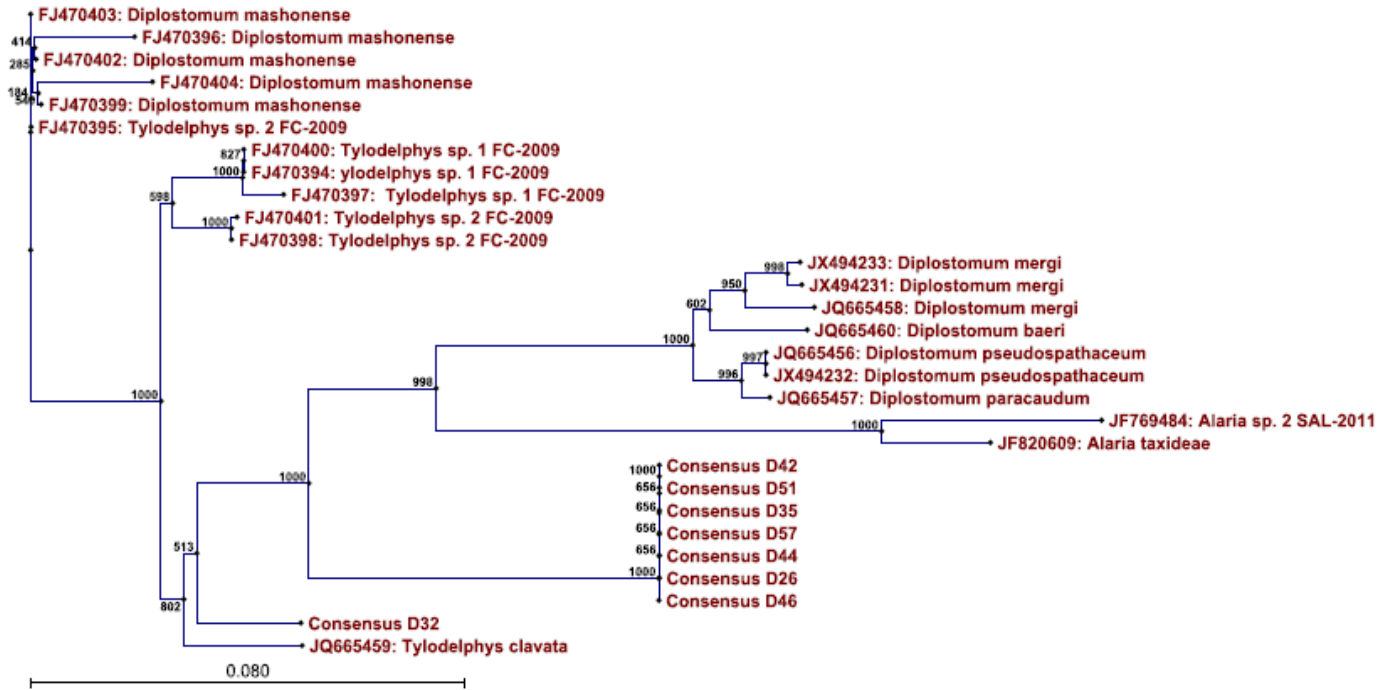 FJ470403: Diplostomum mashonense
414
FJ470396: Diplostomum mashonense
FJ470402: Diplostomum mashonense
285
FJ470404: Diplostomum mashonense
184
FJ470399: Diplostomum mashonense
FJ470395: Tylodelphys sp. 2 FC-2009
FJ470400: Tylodelphys sp. 1 FC-2009
827
FJ470394: ylodelphys sp. 1 FC-2009
1000
FJ470397: Tylodelphys sp. 1 FC-2009
598
FJ470401: Tylodelphys sp. 2 FC-2009
1000
FJ470398: Tylodelphys sp. 2 FC-2009
JX494233: Diplostomum mergi
998
JX494231: Diplostomum mergi
950
JQ665458: Diplostomum mergi
602
JQ665460: Diplostomum baeri
1000
JQ665456: Diplostomum pseudospathaceum
997
JX494232: Diplostomum pseudospathaceum
996
JQ665457: Diplostomum paracaudum
998
1000
JF769484: Alaria sp. 2 SAL-2011
1000
JF820609: Alaria taxideae
Consensus D42
1000
1000
Consensus D51
656
Consensus D35
656
Consensus D57
656
Consensus D44
656
513
Consensus D26
1000
Consensus D46
802
Consensus D32
JQ665459: Tylodelphys clavata
0.080